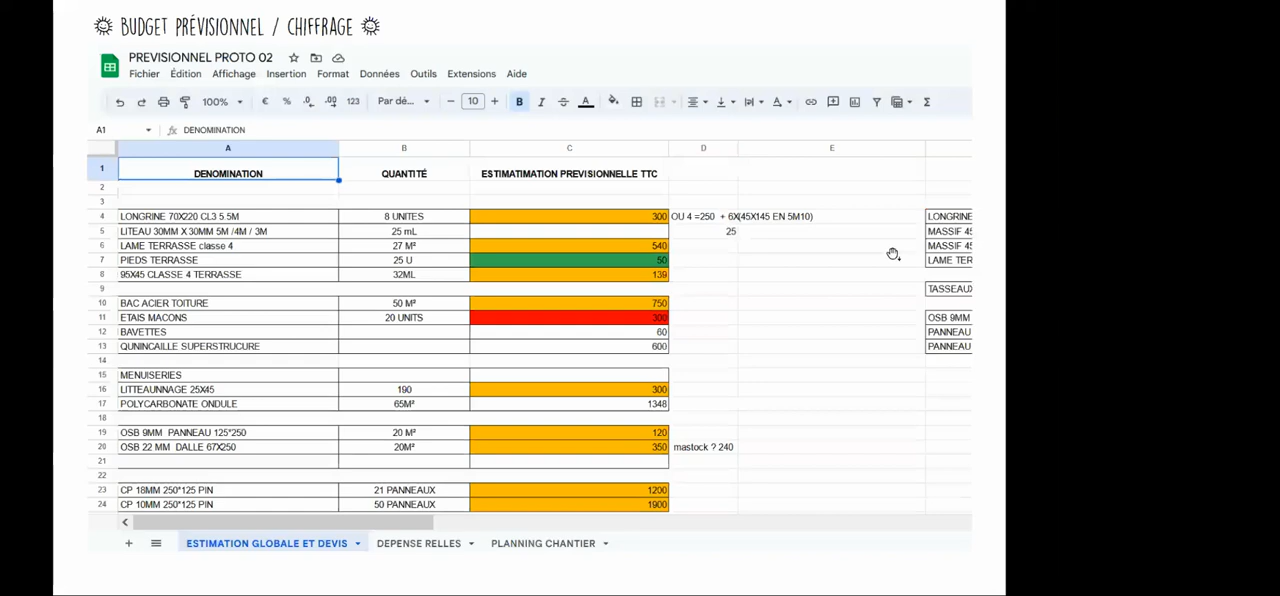 BUDGET PRÉVISIONNEL / CHIFFRAGE
PREVISIONNEL PROTO 02
Fichier Édition Affichage Insertion Format Données Outils Extensions Aide
100% € % .0 .00 123 Par dé... − 10 + B I A Σ
A1 fx DENOMINATION
A B C D E
1 DENOMINATION QUANTITÉ ESTIMATIMATION PREVISIONNELLE TTC
2
3
4 LONGRINE 70X220 CL3 5.5M 8 UNITES 300 OU 4 =250 + 6X(45X145 EN 5M10) LONGRINE
5 LITEAU 30MM X 30MM 5M /4M / 3M 25 mL 25 MASSIF 45
6 LAME TERRASSE classe 4 27 M² 540 MASSIF 45
7 PIEDS TERRASSE 25 U 50 LAME TER
8 95X45 CLASSE 4 TERRASSE 32ML 139
9 TASSEAUX
10 BAC ACIER TOITURE 50 M² 750
11 ETAIS MACONS 20 UNITS 300 OSB 9MM
12 BAVETTES 60 PANNEAU
13 QUNINCAILLE SUPERSTRUCURE 600 PANNEAU
14
15 MENUISERIES
16 LITTEAUNNAGE 25X45 190 300
17 POLYCARBONATE ONDULE 65M² 1348
18
19 OSB 9MM PANNEAU 125*250 20 M² 120
20 OSB 22 MM DALLE 67X250 20M² 350 mastock ? 240
21
22
23 CP 18MM 250*125 PIN 21 PANNEAUX 1200
24 CP 10MM 250*125 PIN 50 PANNEAUX 1900
+ ESTIMATION GLOBALE ET DEVIS DEPENSE RELLES PLANNING CHANTIER